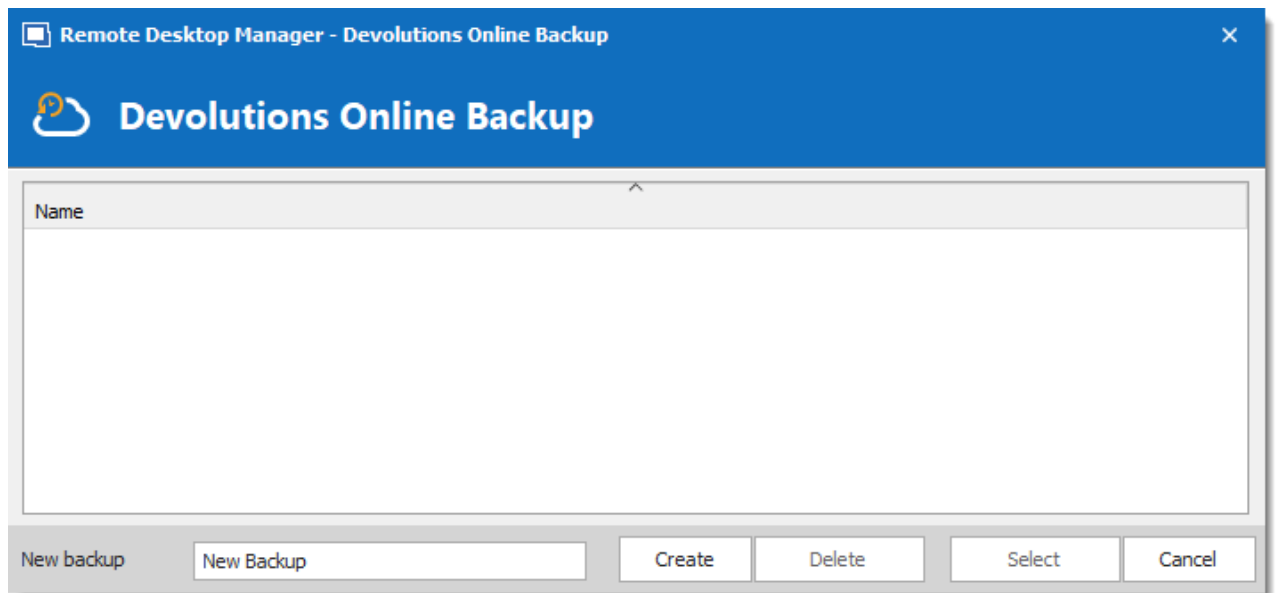 Remote Desktop Manager - Devolutions Online Backup
Devolutions Online Backup
Name
New backup New Backup Create Delete Select Cancel